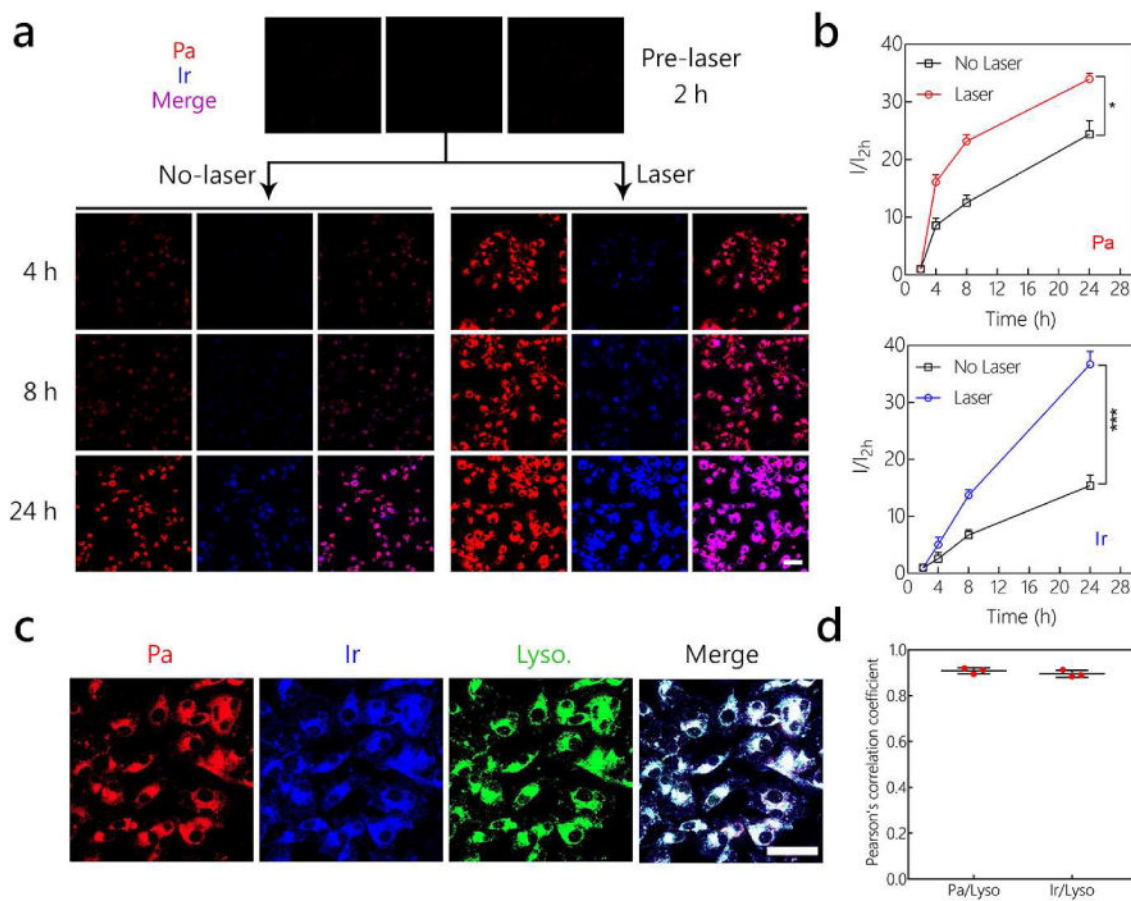 a
Pa
Ir
Merge
Pre-laser
2 h
No-laser
Laser
4 h
8 h
24 h
b
40
30
20
10
0
I/I2h
No Laser
Laser
*
Pa
0 4 8 12 16 20 24 28
Time (h)
40
30
20
10
0
I/I2h
No Laser
Laser
***
Ir
0 4 8 12 16 20 24 28
Time (h)
c
Pa Ir Lyso. Merge
d
1.0
0.8
0.6
0.4
0.2
0.0
Pearson's correlation coefficient
Pa/Lyso Ir/Lyso